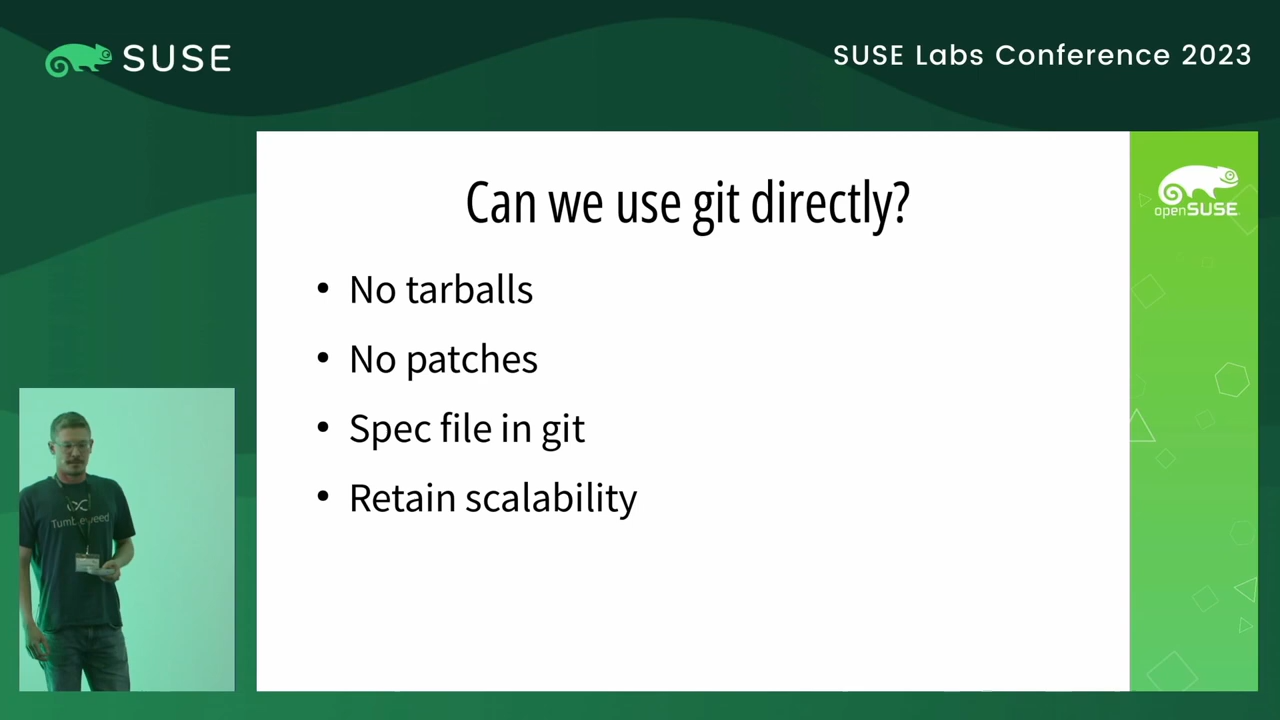 SUSE
SUSE Labs Conference 2023
Can we use git directly?
openSUSE
• No tarballs
• No patches
• Spec file in git
• Retain scalability
Tumbleweed